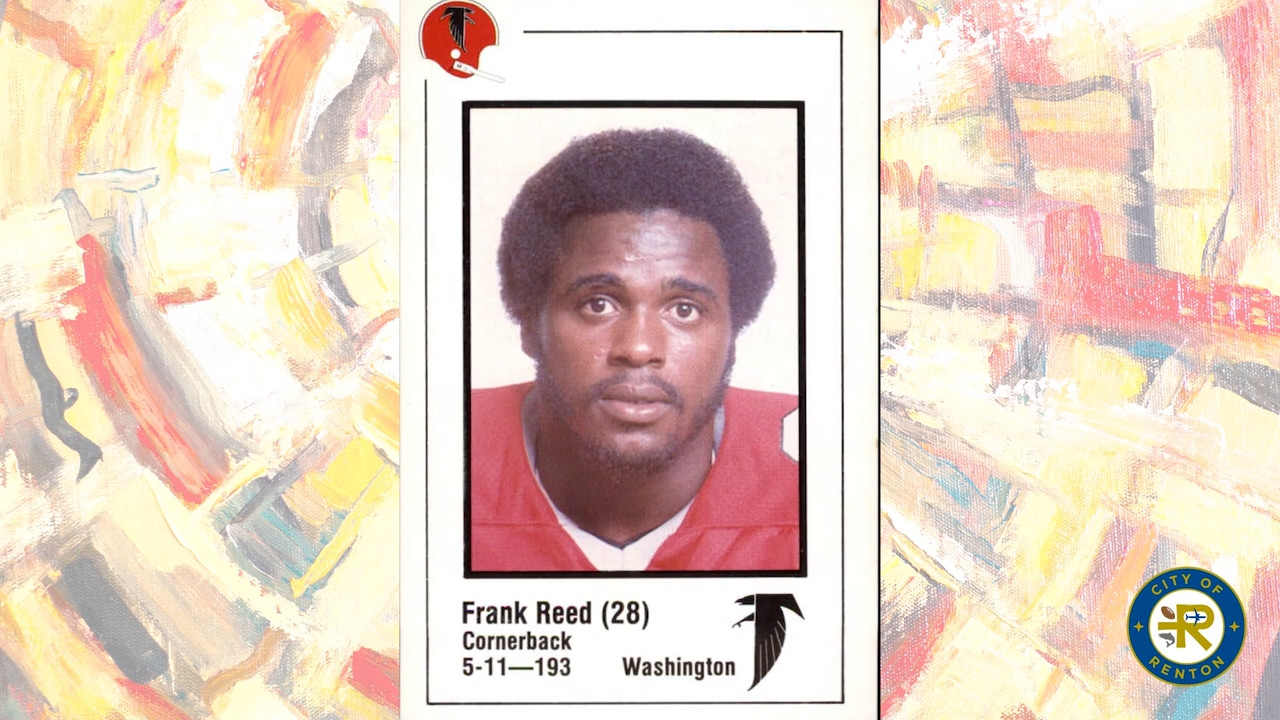 Frank Reed (28)
Cornerback
5-11—193
Washington
CITY OF
R
RENTON